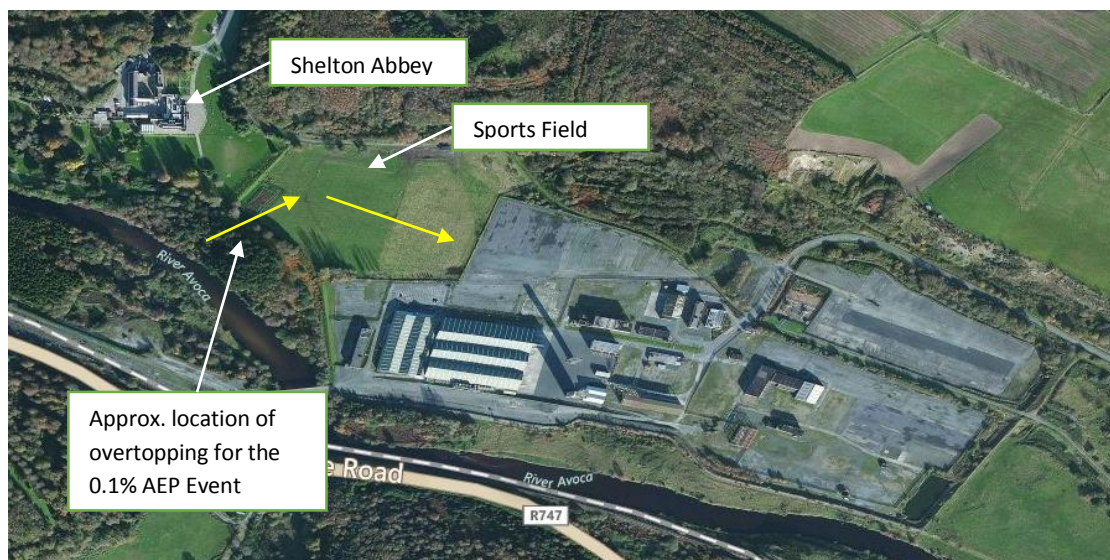 Shelton Abbey
Sports Field
River Avoca
Approx. location of
overtopping for the
0.1% AEP Event
e Road
River Avoca
R747